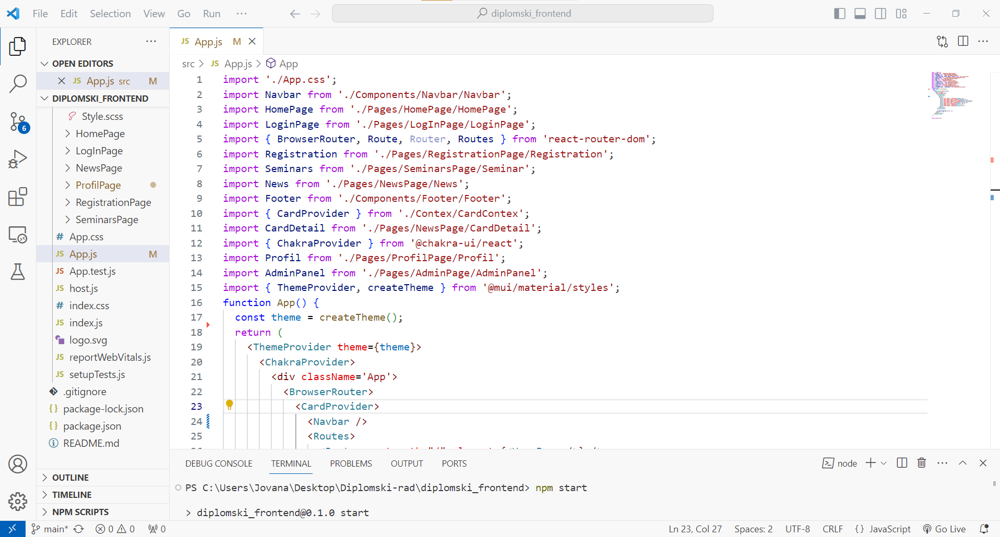 File Edit Selection View Go Run ···
diplomski_frontend
EXPLORER ···
OPEN EDITORS
JS App.js src M
DIPLOMSKI_FRONTEND
Style.scss
HomePage
LogInPage
NewsPage
ProfilPage
RegistrationPage
SeminarsPage
# App.css
JS App.js M
JS App.test.js
JS host.js
# index.css
JS index.js
logo.svg
JS reportWebVitals.js
JS setupTests.js
.gitignore
{} package-lock.json
{} package.json
README.md
OUTLINE
TIMELINE
NPM SCRIPTS
6
JS App.js M
src > JS App.js > App
1 import './App.css';
2 import Navbar from './Components/Navbar/Navbar';
3 import HomePage from './Pages/HomePage/HomePage';
4 import LoginPage from './Pages/LogInPage/LoginPage';
5 import { BrowserRouter, Route, Router, Routes } from 'react-router-dom';
6 import Registration from './Pages/RegistrationPage/Registration';
7 import Seminars from './Pages/SeminarsPage/Seminar';
8 import News from './Pages/NewsPage/News';
9 import Footer from './Components/Footer/Footer';
10 import { CardProvider } from './Contex/CardContex';
11 import CardDetail from './Pages/NewsPage/CardDetail';
12 import { ChakraProvider } from '@chakra-ui/react';
13 import Profil from './Pages/ProfilPage/Profil';
14 import AdminPanel from './Pages/AdminPage/AdminPanel';
15 import { ThemeProvider, createTheme } from '@mui/material/styles';
16 function App() {
17 const theme = createTheme();
18 return (
19 <ThemeProvider theme={theme}>
20 <ChakraProvider>
21 <div className='App'>
22 <BrowserRouter>
23 <CardProvider>
24 <Navbar />
25 <Routes>
DEBUG CONSOLE TERMINAL PROBLEMS OUTPUT PORTS
node
PS C:\Users\Jovana\Desktop\Diplomski-rad\diplomski_frontend> npm start
> diplomski_frontend@0.1.0 start
main* 0 0 0
Ln 23, Col 27 Spaces: 2 UTF-8 CRLF {} JavaScript Go Live